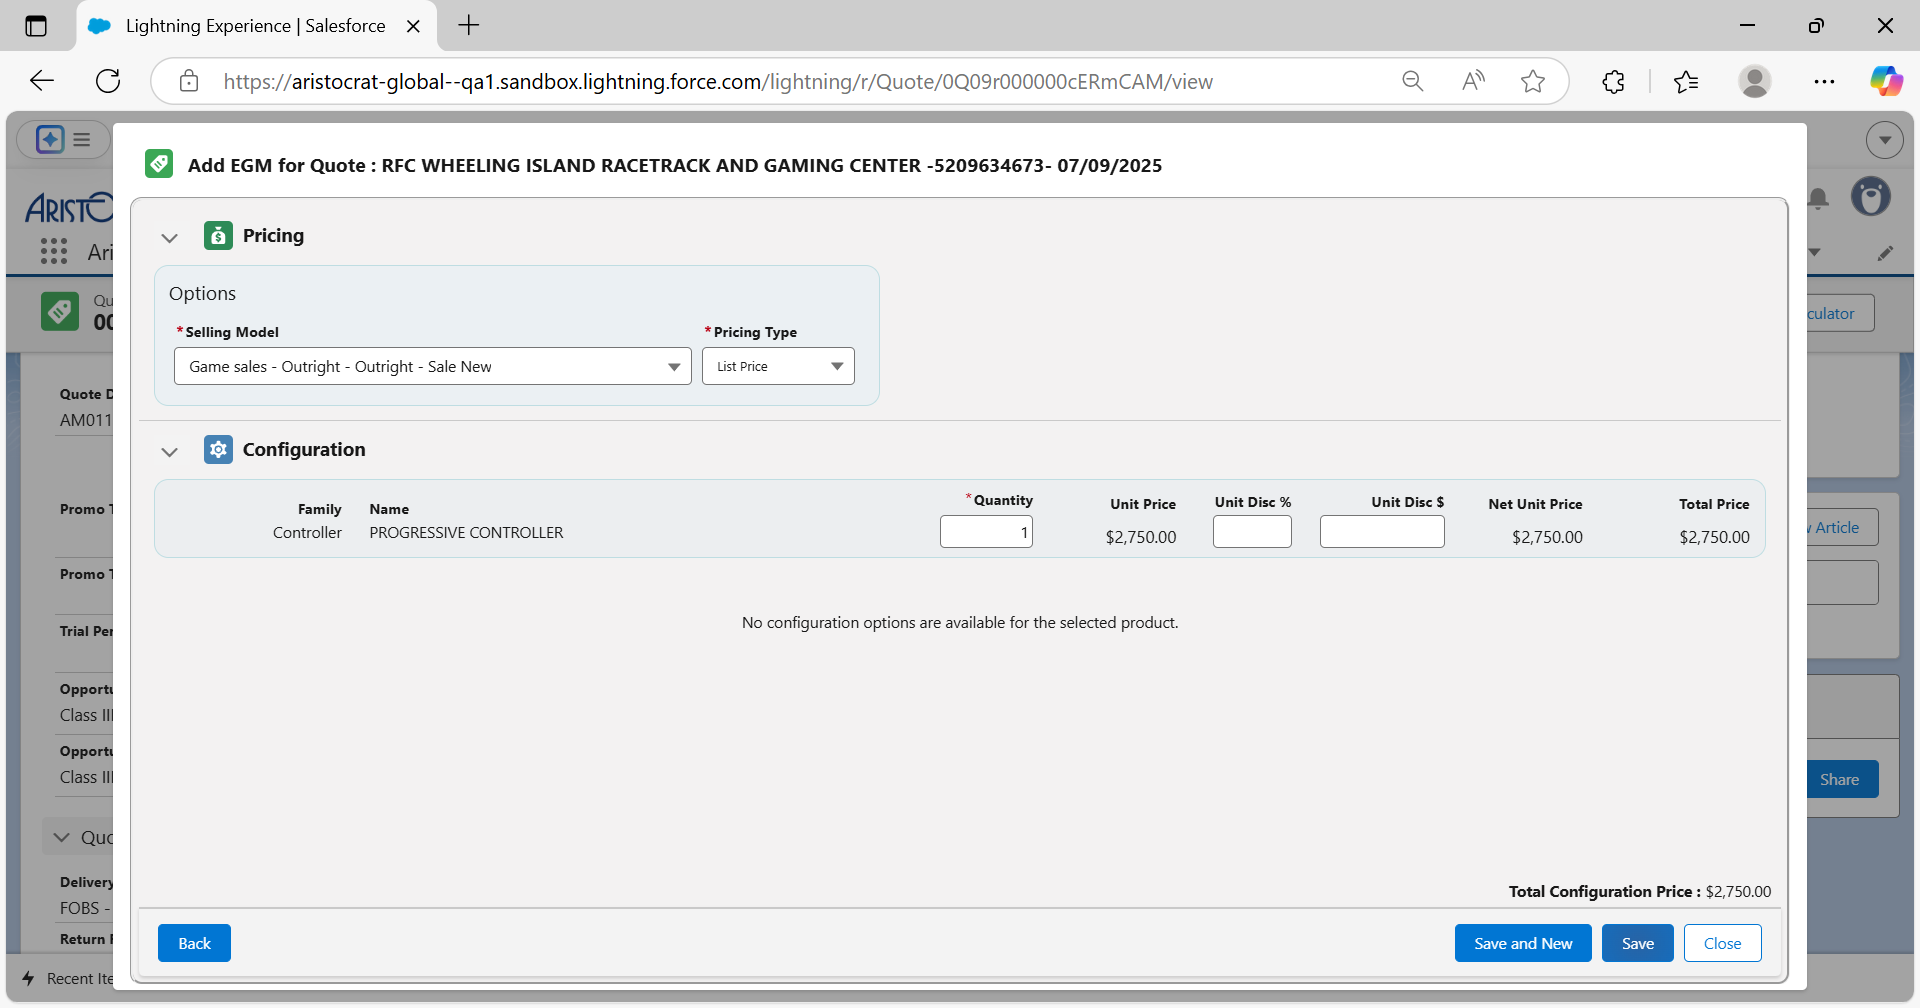 Lightning Experience | Salesforce
https://aristocrat-global--qa1.sandbox.lightning.force.com/lightning/r/Quote/0Q09r000000cERmCAM/view
Add EGM for Quote : RFC WHEELING ISLAND RACETRACK AND GAMING CENTER -5209634673- 07/09/2025
ARISTO
Ari
Qu
00
culator
Pricing
Options
*Selling Model
*Pricing Type
Game sales - Outright - Outright - Sale New
List Price
Quote D
AM011
Configuration
Family
Name
*Quantity
Unit Price
Unit Disc %
Unit Disc $
Net Unit Price
Total Price
Controller
PROGRESSIVE CONTROLLER
1
$2,750.00
$2,750.00
$2,750.00
Promo T
Article
Promo T
No configuration options are available for the selected product.
Trial Per
Opportu
Class III
Opportu
Class III
Share
Quo
Delivery
FOBS -
Total Configuration Price : $2,750.00
Return P
Back
Save and New
Save
Close
Recent Ite